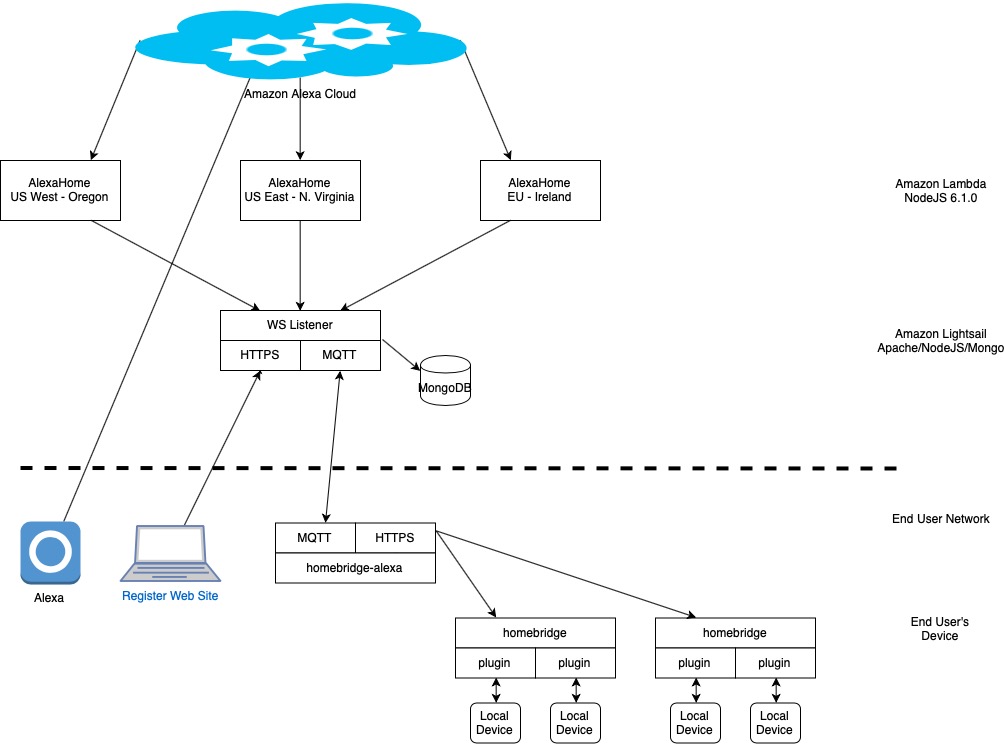 Amazon Alexa Cloud
AlexaHome
US West - Oregon
AlexaHome
US East - N. Virginia
AlexaHome
EU - Ireland
Amazon Lambda
NodeJS 6.1.0
WS Listener
HTTPS
MQTT
MongoDB
Amazon Lightsail
Apache/NodeJS/Mongo
End User Network
Alexa
Register Web Site
MQTT
HTTPS
homebridge-alexa
homebridge
plugin
plugin
homebridge
plugin
plugin
End User's
Device
Local
Device
Local
Device
Local
Device
Local
Device